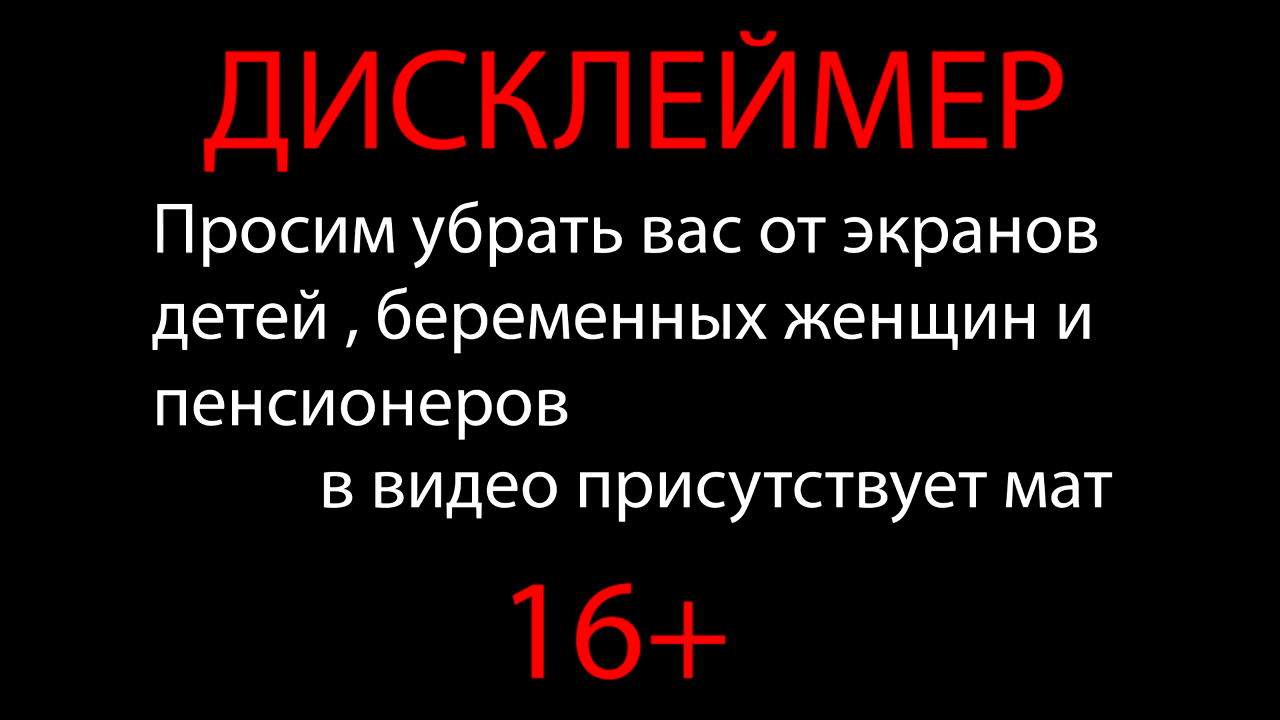 ДИСКЛЕЙМЕР
Просим убрать вас от экранов
детей , беременных женщин и
пенсионеров
в видео присутствует мат
16+